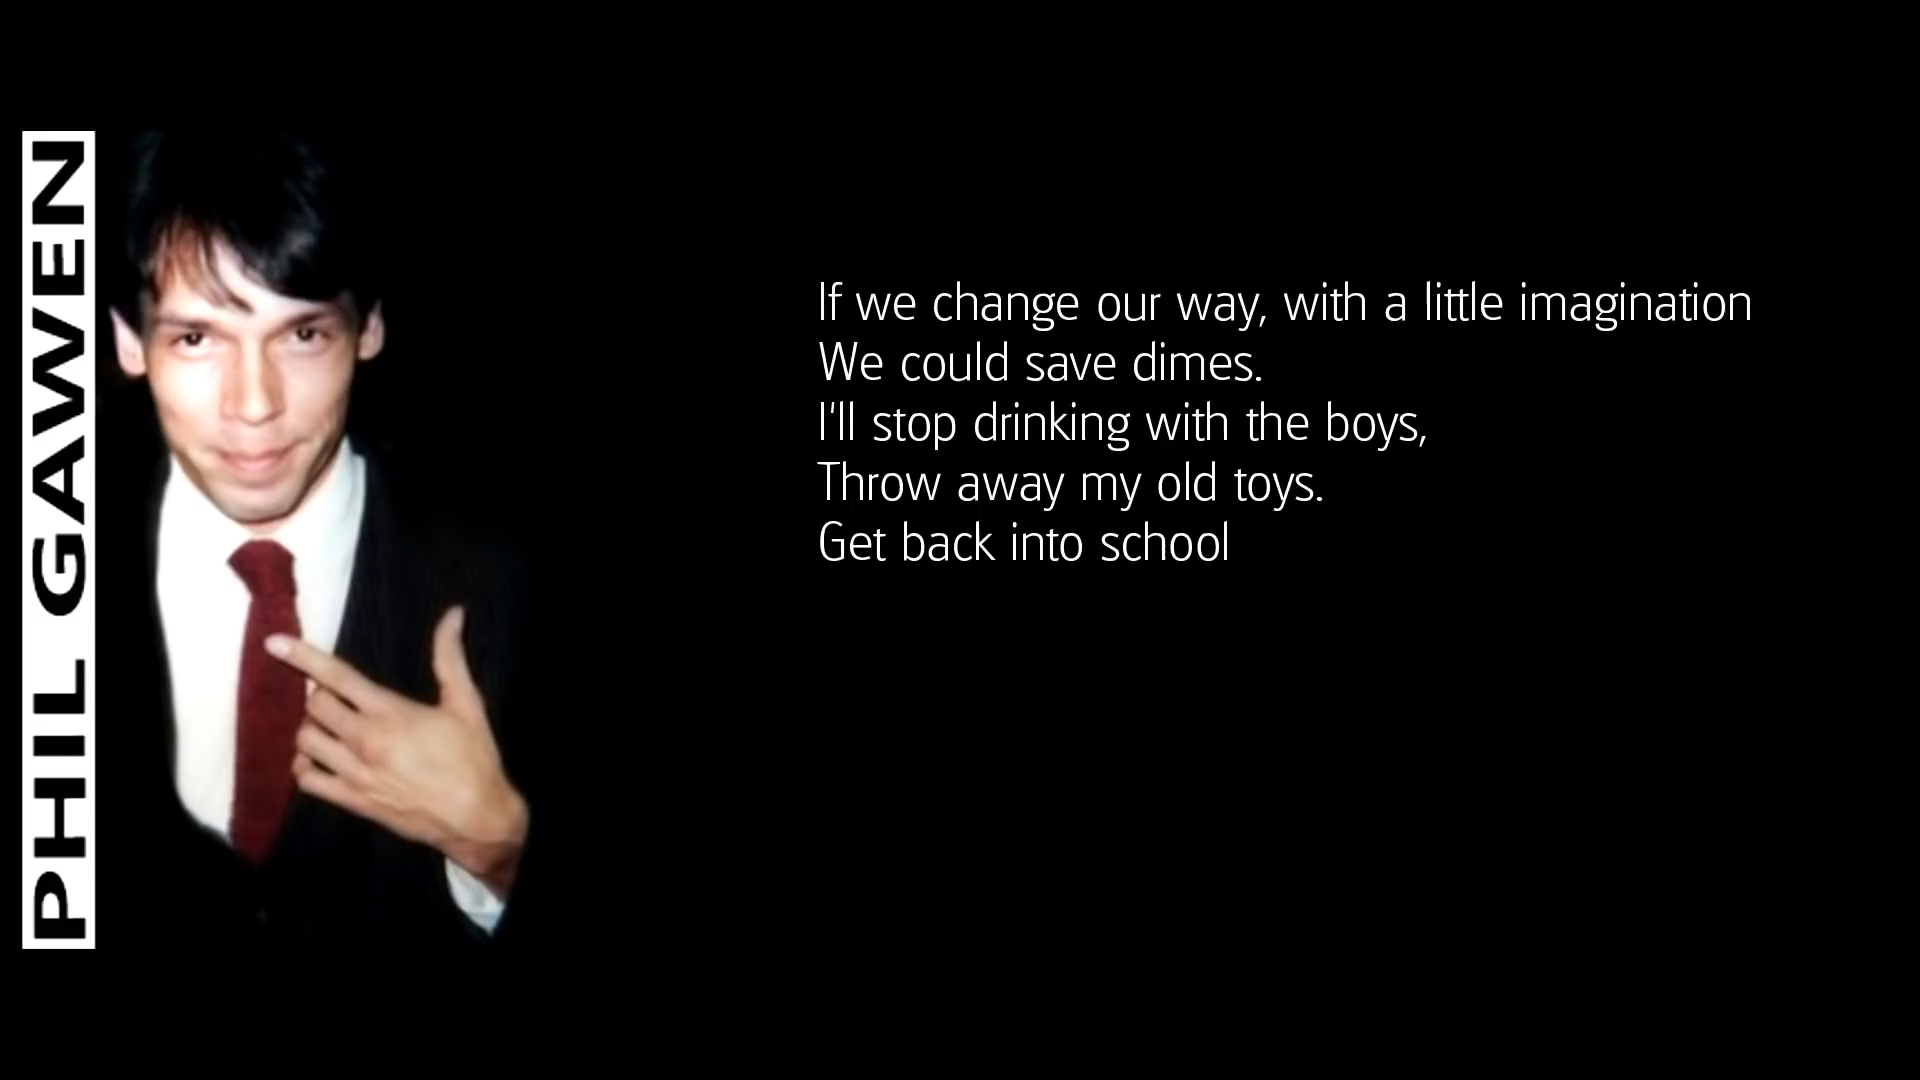 PHIL GAWEN
If we change our way, with a little imagination
We could save dimes.
I'll stop drinking with the boys,
Throw away my old toys.
Get back into school